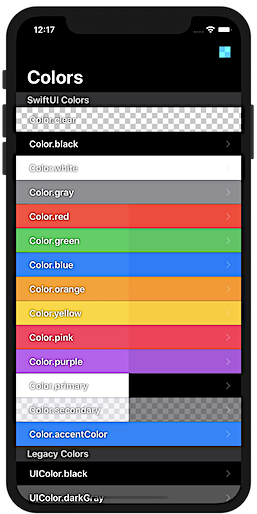 12:17
Colors
SwiftUI Colors
Color.clear
Color.black
Color.white
Color.gray
Color.red
Color.green
Color.blue
Color.orange
Color.yellow
Color.pink
Color.purple
Color.primary
Color.secondary
Color.accentColor
Legacy Colors
UIColor.black
UIColor.darkGray